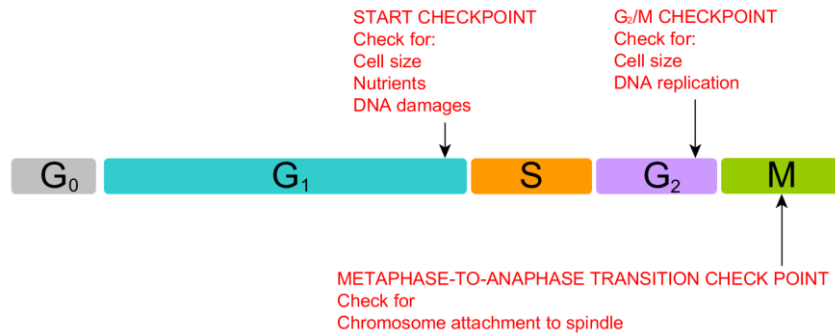 START CHECKPOINT
Check for:
Cell size
Nutrients
DNA damages
G₂/M CHECKPOINT
Check for:
Cell size
DNA replication
G₀
G₁
S
G₂
M
METAPHASE-TO-ANAPHASE TRANSITION CHECK POINT
Check for
Chromosome attachment to spindle